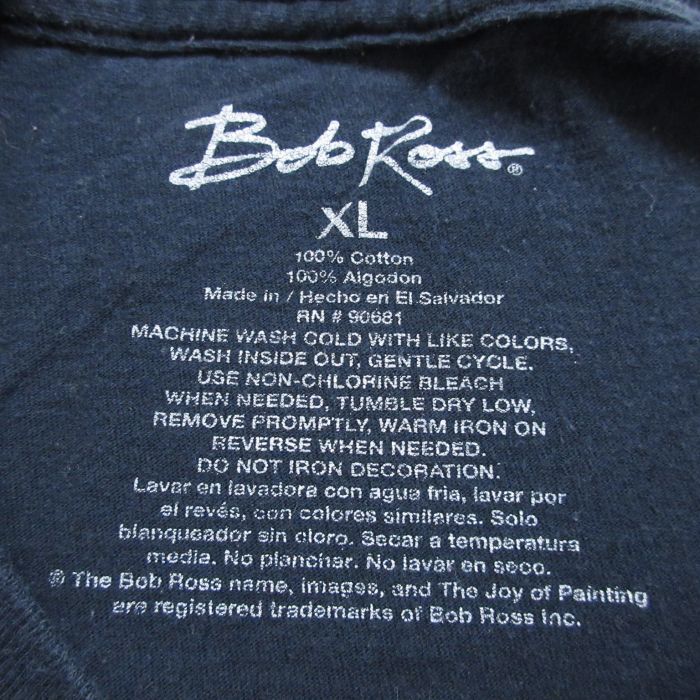 Bob Ross®
XL
100% Cotton
100% Algodon
Made in / Hecho en El Salvador
RN # 90681
MACHINE WASH COLD WITH LIKE COLORS,
WASH INSIDE OUT, GENTLE CYCLE.
USE NON-CHLORINE BLEACH
WHEN NEEDED, TUMBLE DRY LOW,
REMOVE PROMPTLY, WARM IRON ON
REVERSE WHEN NEEDED.
DO NOT IRON DECORATION.
Lavar en lavadora con agua fria, lavar por
el revés, con colores similares. Solo
blanqueador sin cloro. Secar a temperatura
media. No planchar. No lavar en seco.
® The Bob Ross name, images, and The Joy of Painting
are registered trademarks of Bob Ross Inc.